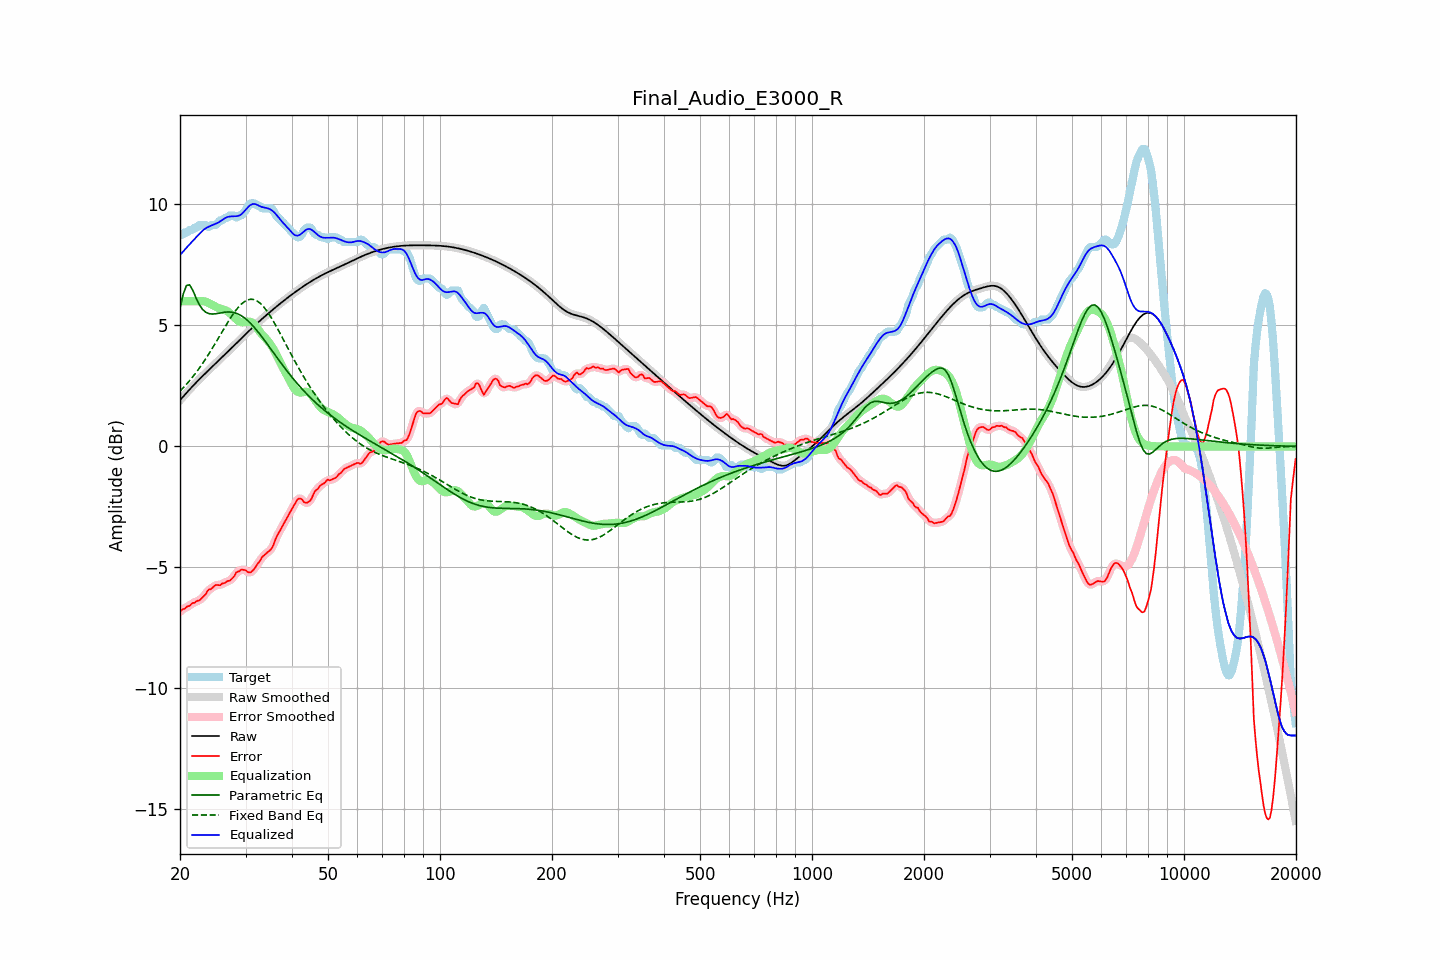 Final_Audio_E3000_R
Amplitude (dBr)
10
5
0
−5
−10
−15
Target
Raw Smoothed
Error Smoothed
Raw
Error
Equalization
Parametric Eq
Fixed Band Eq
Equalized
20 50 100 200 500 1000 2000 5000 10000 20000
Frequency (Hz)